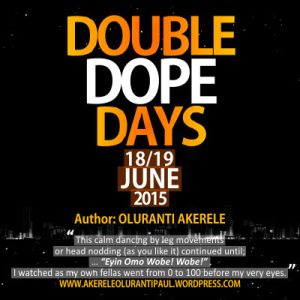 DOUBLE
DOPE
DAYS
18/19
JUNE
2015
Author: OLURANTI AKERELE
“This calm dancing by leg movements
or head nodding (as you like it) continued until;
... “Eyin Omo Wobe! Wobe!”,
I watched as my own fellas went from 0 to 100 before my very eyes.”
WWW.AKERELEOLURANTIPAUL.WORDPRESS.COM